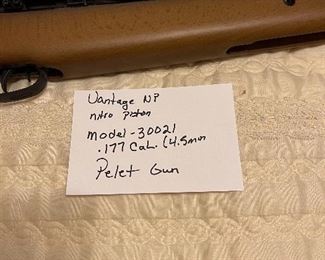 Vantage NP
nitro piston
Model-30021
.177 Cal. (4.5mm
Pelet Gun